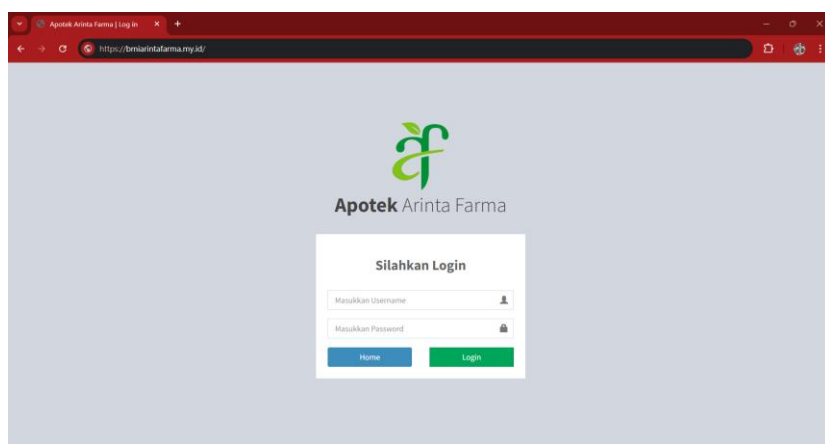 Apotek Arinta Farma | Log in
https://bmiarintafarma.my.id/
af
Apotek Arinta Farma
Silahkan Login
Masukkan Username
Masukkan Password
Home Login